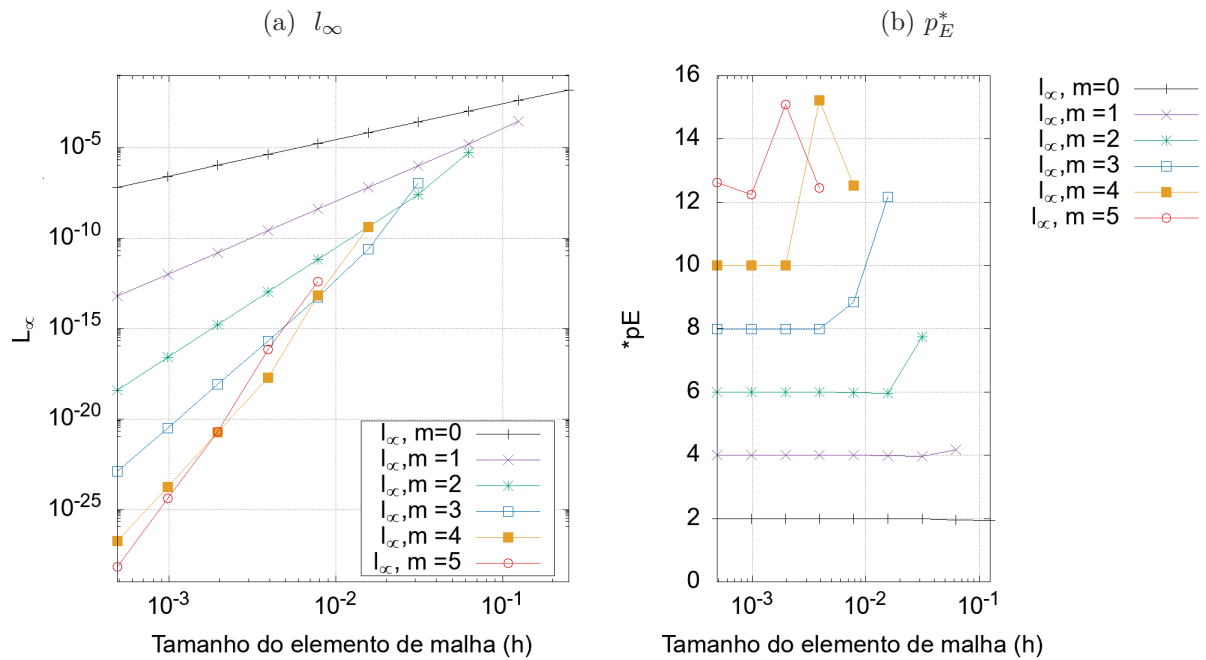 (a) l∞
(b) p*E
L∞
10-5
10-10
10-15
10-20
10-25
10-3
10-2
10-1
Tamanho do elemento de malha (h)
l∞, m=0
l∞,m =1
l∞,m =2
l∞,m =3
l∞,m =4
l∞, m =5
*pE
16
14
12
10
8
6
4
2
0
10-3
10-2
10-1
Tamanho do elemento de malha (h)
l∞, m=0
l∞,m =1
l∞,m =2
l∞,m =3
l∞,m =4
l∞, m =5